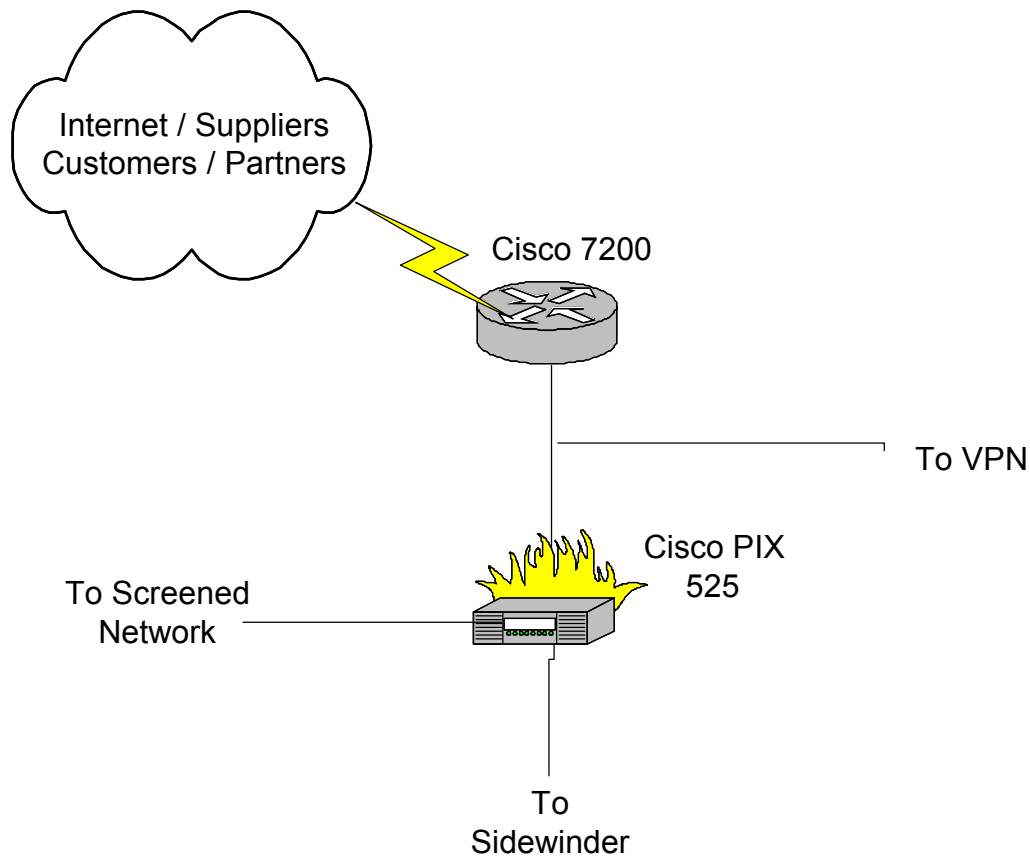 Internet / Suppliers
Customers / Partners
Cisco 7200
To VPN
Cisco PIX
525
To Screened
Network
To
Sidewinder